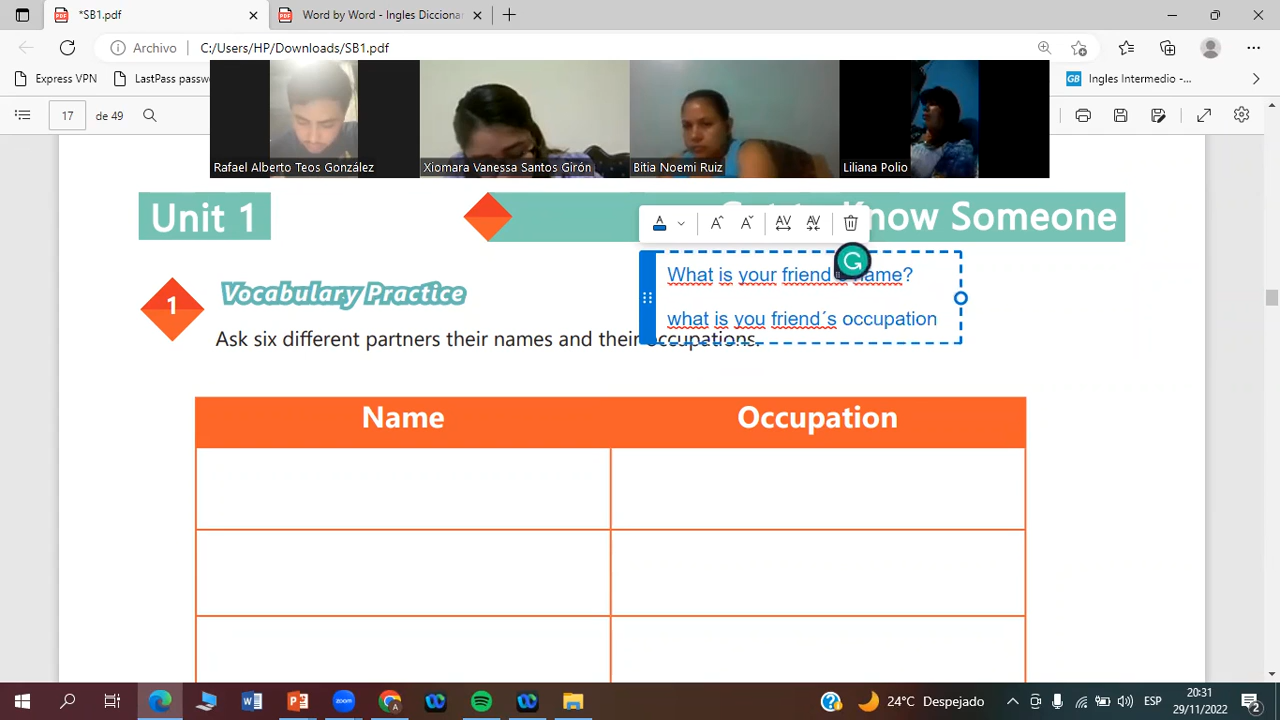 *SB1.pdf
Word by Word - Ingles Dicciona
Archivo
C:/Users/HP/Downloads/SB1.pdf
Express VPN
LastPass passw
GB Ingles Intermedio -...
17 de 49
Rafael Alberto Teos González
Xiomara Vanessa Santos Girón
Bitia Noemi Ruiz
Liliana Polio
Unit 1
Know Someone
What is your friend name?
what is you friend´s occupation
1
Vocabulary Practice
Ask six different partners their names and their occupations.
Name
Occupation
24°C Despejado
ESP
20:31
29/11/2022
2